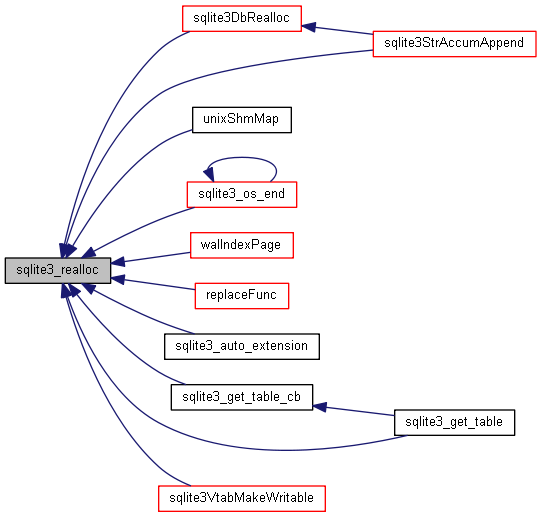 sqlite3DbRealloc
sqlite3StrAccumAppend
unixShmMap
sqlite3_os_end
walIndexPage
sqlite3_realloc
replaceFunc
sqlite3_auto_extension
sqlite3_get_table_cb
sqlite3_get_table
sqlite3VtabMakeWritable